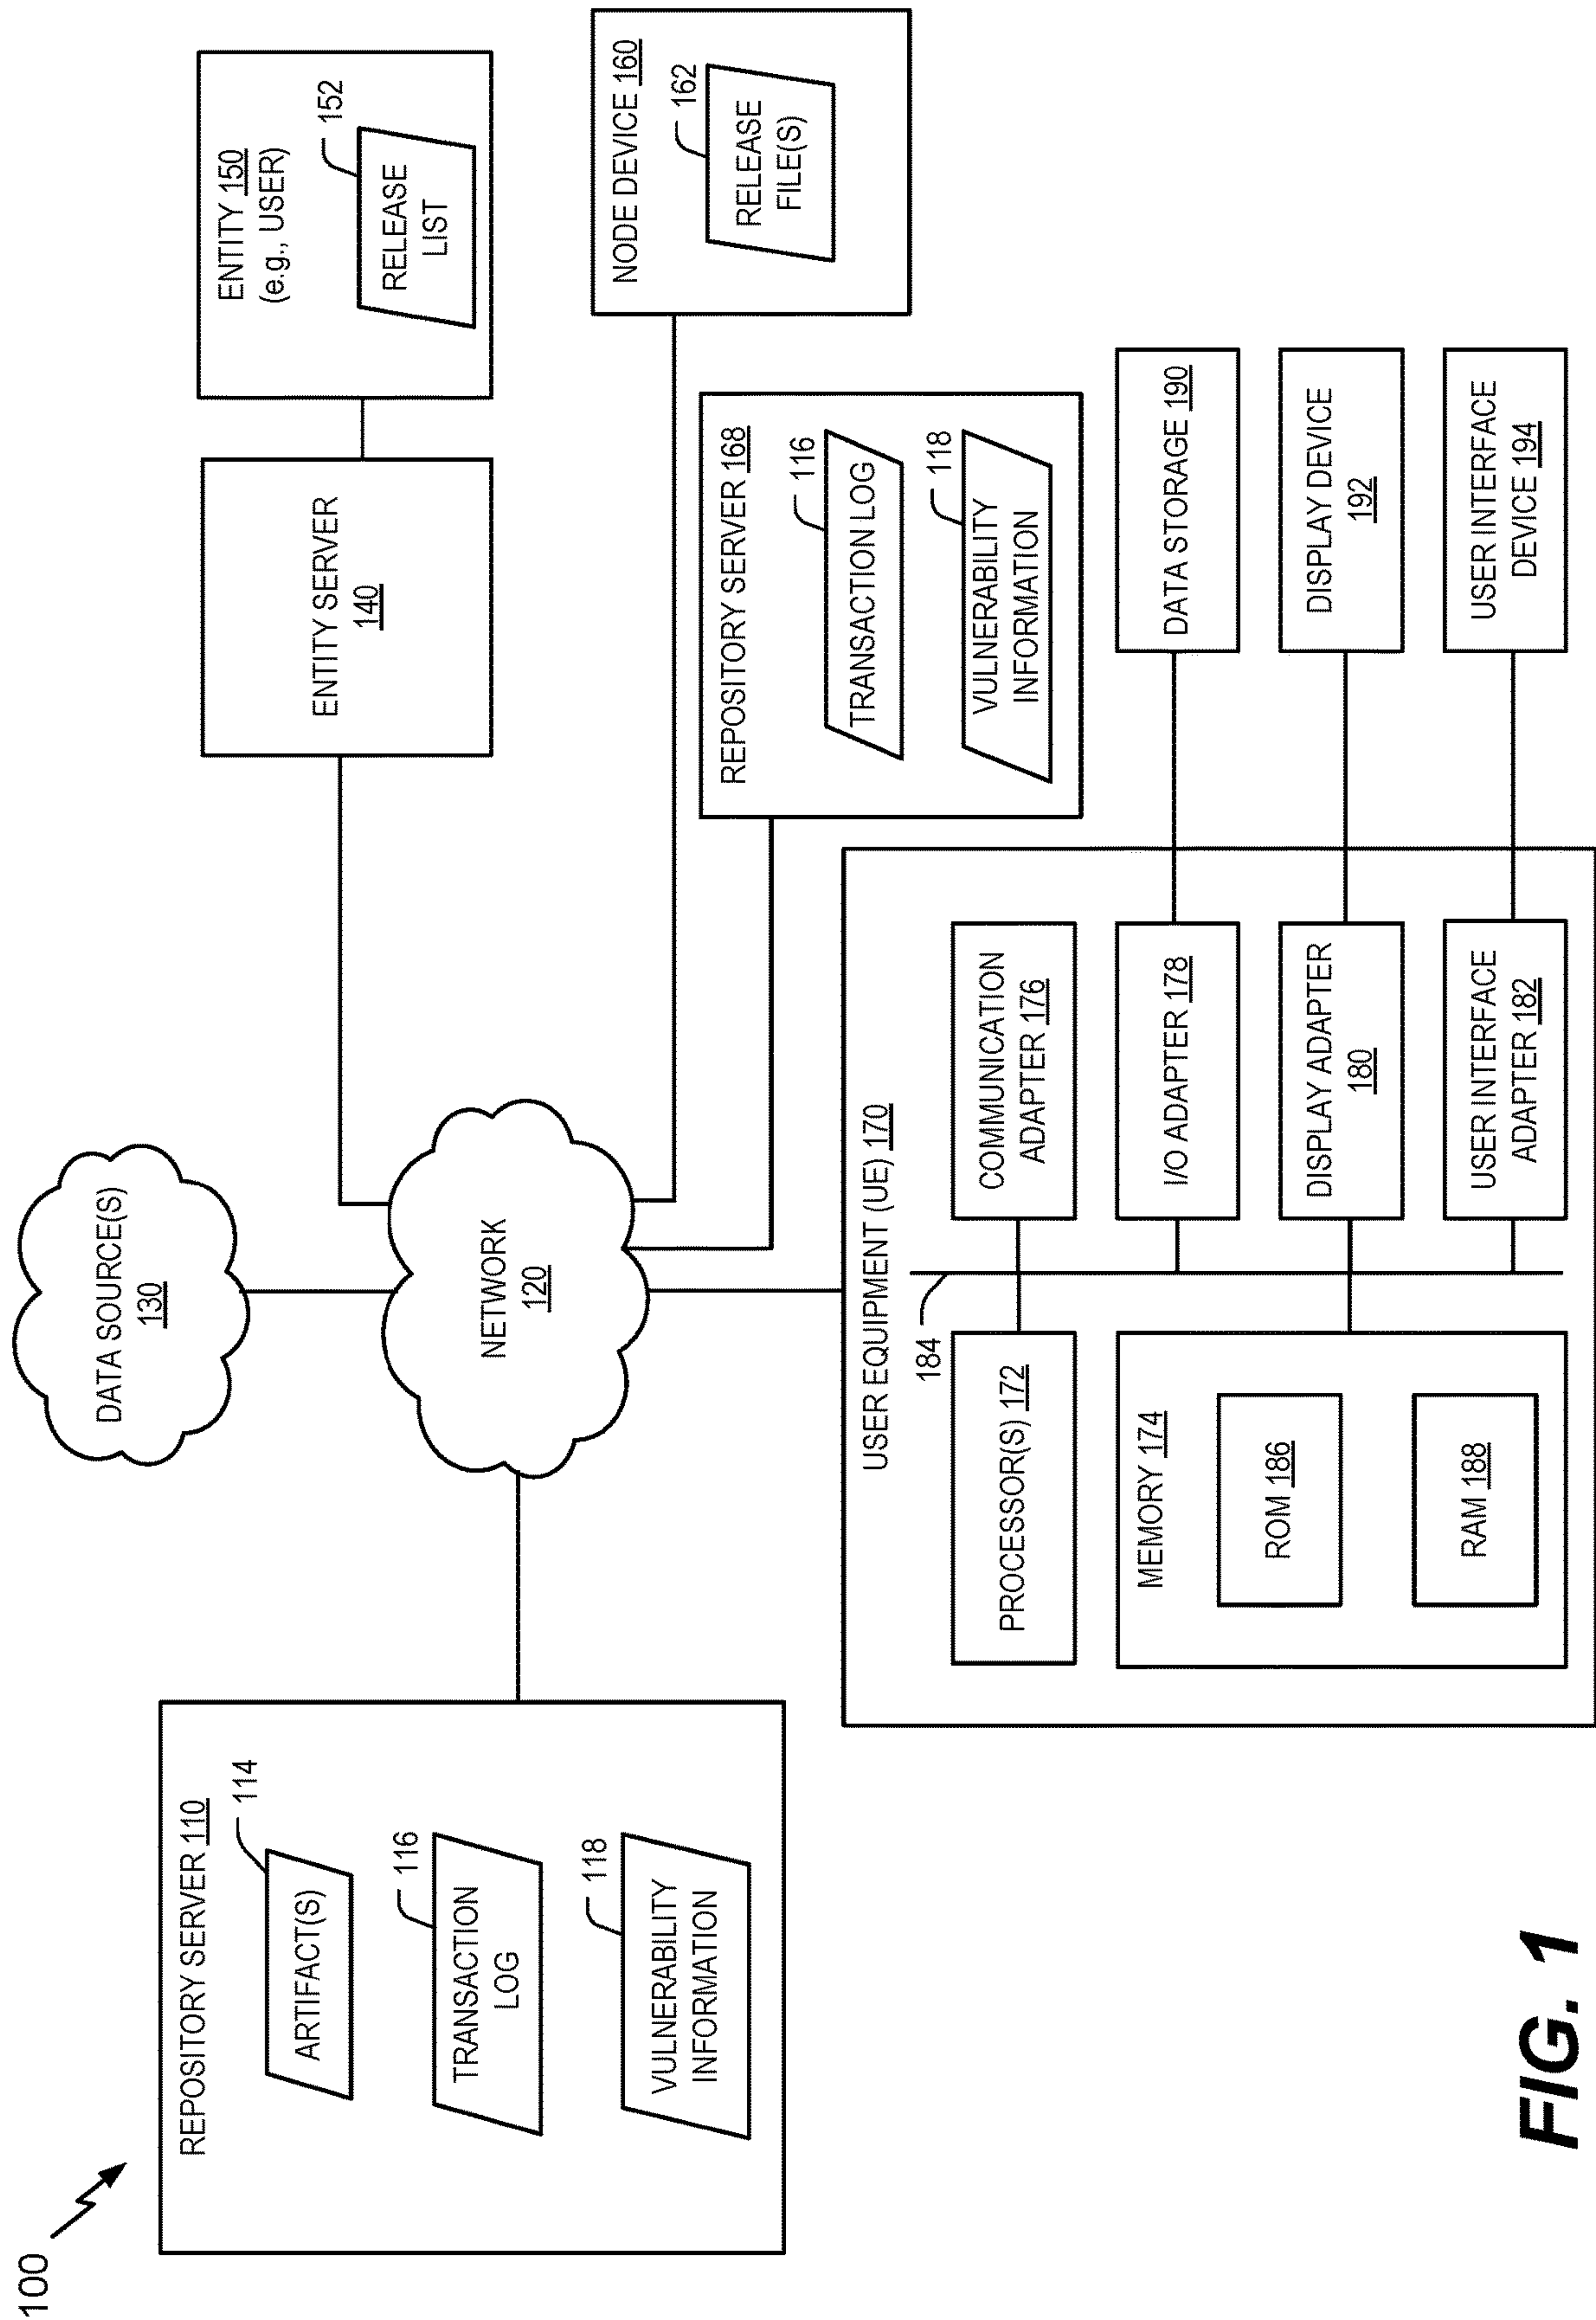 100
REPOSITORY SERVER 110
114
ARTIFACT(S)
116
TRANSACTION
LOG
118
VULNERABILITY
INFORMATION
DATA SOURCE(S)
130
NETWORK
120
ENTITY SERVER
140
ENTITY 150
(e.g., USER)
152
RELEASE
LIST
NODE DEVICE 160
162
RELEASE
FILE(S)
REPOSITORY SERVER 168
116
TRANSACTION LOG
118
VULNERABILITY
INFORMATION
USER EQUIPMENT (UE) 170
PROCESSOR(S) 172
184
COMMUNICATION
ADAPTER 176
MEMORY 174
ROM 186
RAM 188
I/O ADAPTER 178
DISPLAY ADAPTER
180
USER INTERFACE
ADAPTER 182
DATA STORAGE 190
DISPLAY DEVICE
192
USER INTERFACE
DEVICE 194
FIG. 1